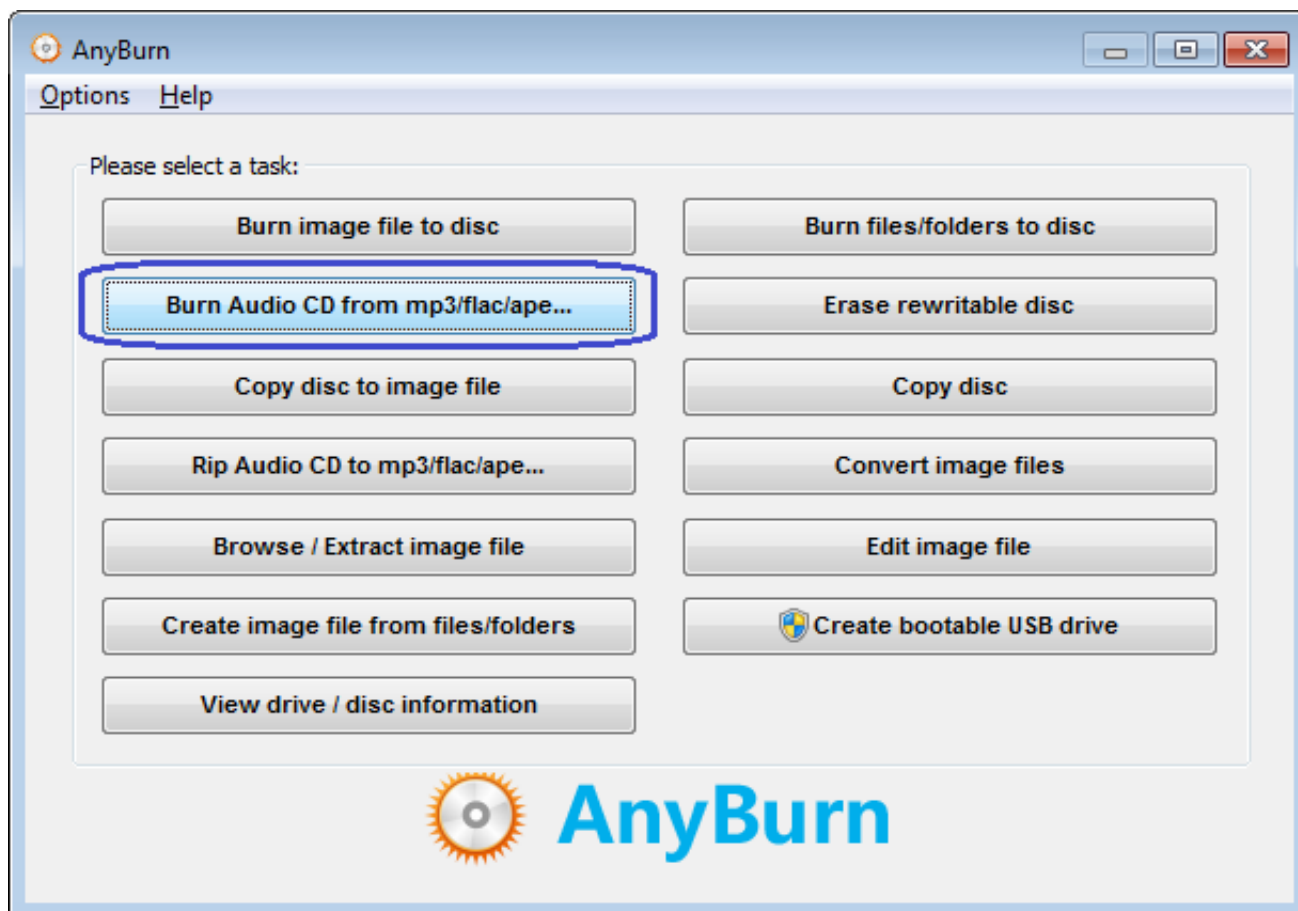 AnyBurn
Options Help
Please select a task:
Burn image file to disc
Burn files/folders to disc
Burn Audio CD from mp3/flac/ape...
Erase rewritable disc
Copy disc to image file
Copy disc
Rip Audio CD to mp3/flac/ape...
Convert image files
Browse / Extract image file
Edit image file
Create image file from files/folders
Create bootable USB drive
View drive / disc information
AnyBurn